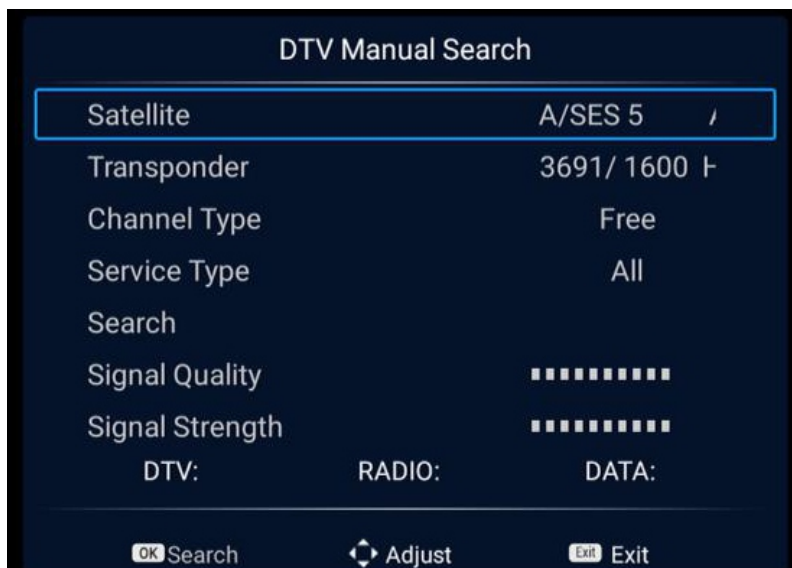 DTV Manual Search
Satellite A/SES 5
Transponder 3691/ 1600
Channel Type Free
Service Type All
Search
Signal Quality
Signal Strength
DTV: RADIO: DATA:
OK Search Adjust Exit Exit